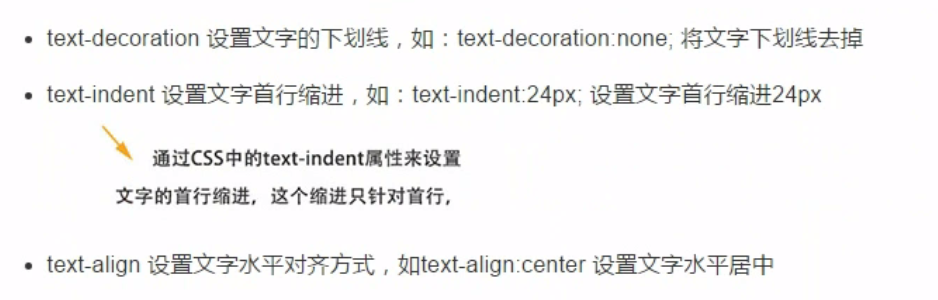 • text-decoration 设置文字的下划线，如：text-decoration:none; 将文字下划线去掉
• text-indent 设置文字首行缩进，如：text-indent:24px; 设置文字首行缩进24px
通过CSS中的text-indent属性来设置
文字的首行缩进，这个缩进只针对首行，
• text-align 设置文字水平对齐方式，如text-align:center 设置文字水平居中